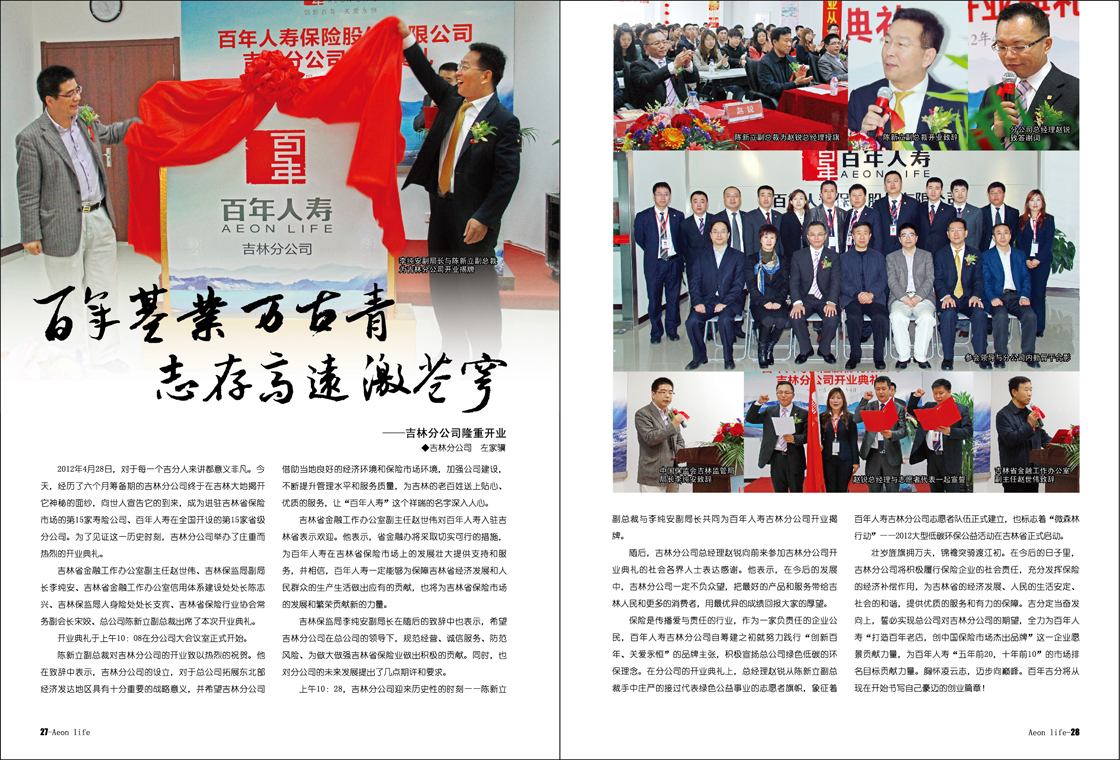 百年人寿保险股份有限公司
百年
百年人寿
AEON LIFE
吉林分公司
李纯安副局长与陈新立副总裁
为吉林分公司开业揭牌
百年基業万古青
志存高遠激苍穹
——吉林分公司隆重开业
◆吉林分公司 左家骥
2012年4月28日，对于每一个吉分人来讲都意义非凡。今
天，经历了六个月筹备期的吉林分公司终于在吉林大地揭开
它神秘的面纱，向世人宣告它的到来，成为进驻吉林省保险
市场的第15家寿险公司、百年人寿在全国开设的第15家省级
分公司。为了见证这一历史时刻，吉林分公司举办了庄重而
热烈的开业典礼。
吉林省金融工作办公室副主任赵世伟、吉林保监局副局
长李纯安、吉林省金融工作办公室信用体系建设处处长陈志
兴、吉林保监局人身险处处长支宾、吉林省保险行业协会常
务副会长宋姣、总公司陈新立副总裁出席了本次开业典礼。
开业典礼于上午10：08在分公司大会议室正式开始。
陈新立副总裁对吉林分公司的开业致以热烈的祝贺。他
在致辞中表示，吉林分公司的设立，对于总公司拓展东北部
经济发达地区具有十分重要的战略意义，并希望吉林分公司
借助当地良好的经济环境和保险市场环境，加强公司建设，
不断提升管理水平和服务质量，为吉林的老百姓送上贴心、
优质的服务，让“百年人寿”这个祥瑞的名字深入人心。
吉林省金融工作办公室副主任赵世伟对百年人寿入驻吉
林省表示欢迎。他表示，省金融办将采取切实可行的措施，
为百年人寿在吉林省保险市场上的发展壮大提供支持和服
务，并相信，百年人寿一定能够为保障吉林省经济发展和人
民群众的生产生活做出应有的贡献，也将为吉林省保险市场
的发展和繁荣贡献新的力量。
吉林保监局李纯安副局长在随后的致辞中也表示，希望
吉林分公司在总公司的领导下，规范经营、诚信服务、防范
风险、为做大做强吉林省保险业做出积极的贡献。同时，也
对分公司的未来发展提出了几点期许和要求。
上午10：28，吉林分公司迎来历史性的时刻——陈新立
27-Aeon life
赵锐
陈新立副总裁为赵锐总经理授旗
陈新立副总裁开业致辞
分公司总经理赵锐
致答谢词
百年人寿
AEON LIFE
参会领导与分公司内勤骨干合影
吉林分公司开业典礼
中国保监会吉林监管局
局长李纯安致辞
赵锐总经理与志愿者代表一起宣誓
吉林省金融工作办公室
副主任赵世伟致辞
副总裁与李纯安副局长共同为百年人寿吉林分公司开业揭
牌。
随后，吉林分公司总经理赵锐向前来参加吉林分公司开
业典礼的社会各界人士表达感谢。他表示，在今后的发展
中，吉林分公司一定不负众望，把最好的产品和服务带给吉
林人民和更多的消费者，用最优异的成绩回报大家的厚望。
保险是传播爱与责任的行业，作为一家负责任的企业公
民，百年人寿吉林分公司自筹建之初就努力践行“创新百
年、关爱永恒”的品牌主张，积极宣扬总公司绿色低碳的环
保理念。在分公司的开业典礼上，总经理赵锐从陈新立副总
裁手中庄严的接过代表绿色公益事业的志愿者旗帜，象征着
百年人寿吉林分公司志愿者队伍正式建立，也标志着“微森林
行动”——2012大型低碳环保公益活动在吉林省正式启动。
壮岁旌旗拥万夫，锦襜突骑渡江初。在今后的日子里，
吉林分公司将积极履行保险企业的社会责任，充分发挥保险
的经济补偿作用，为吉林省的经济发展、人民的生活安定、
社会的和谐，提供优质的服务和有力的保障。吉分定当奋发
向上，誓必实现总公司对吉林分公司的期望，全力为百年人
寿“打造百年老店，创中国保险市场杰出品牌”这一企业愿
景贡献力量，为百年人寿“五年前20，十年前10”的市场排
名目标贡献力量。胸怀凌云志，迈步向巅峰。百年吉分将从
现在开始书写自己豪迈的创业篇章！
Aeon life-28